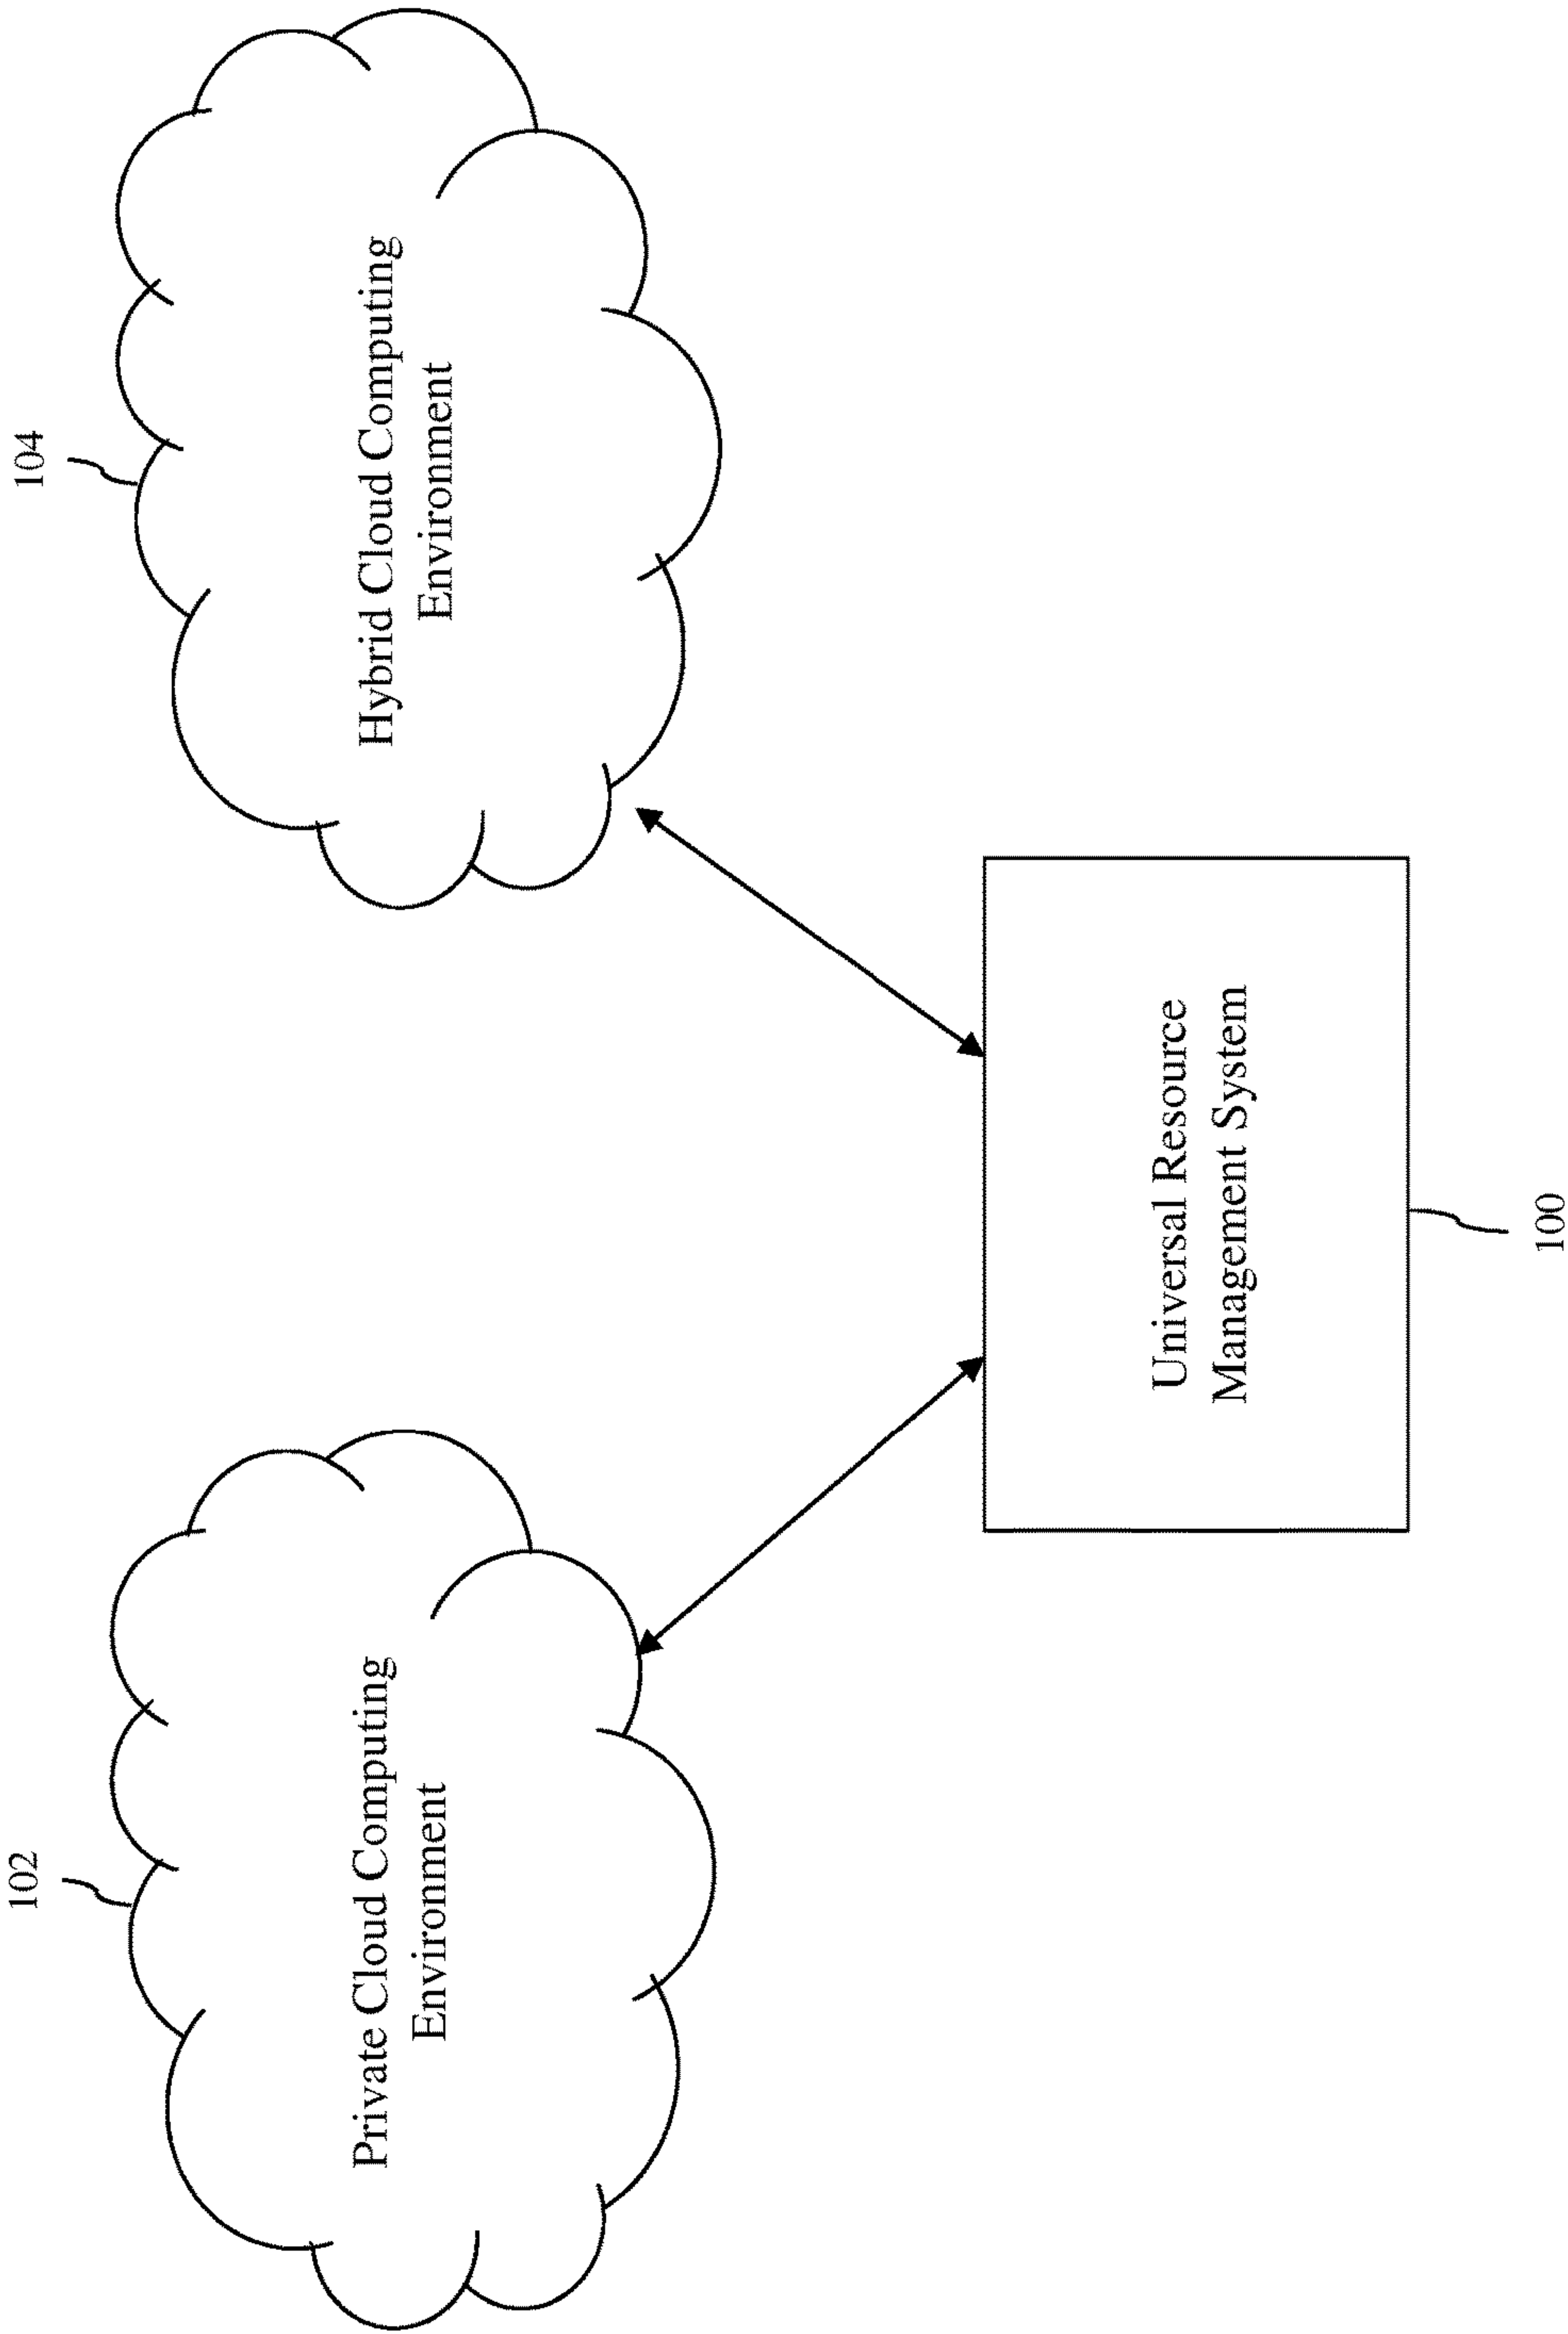 102
104
Private Cloud Computing
Environment
Hybrid Cloud Computing
Environment
Universal Resource
Management System
100